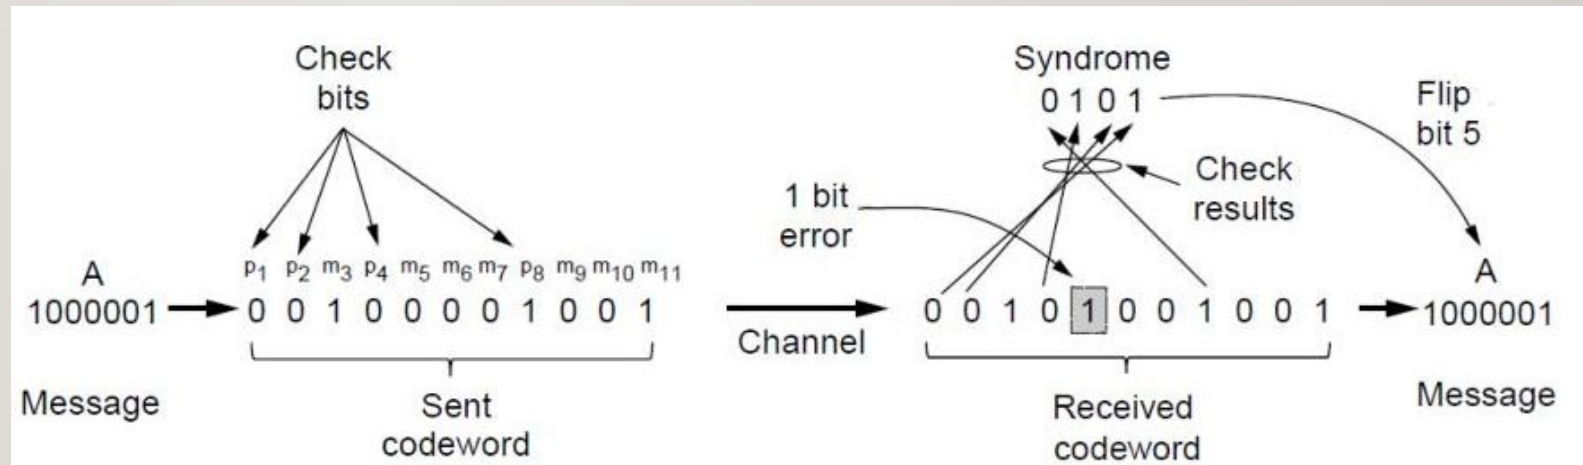 Check
bits
A
1000001
Message
p1 p2 m3 p4 m5 m6 m7 p8 m9 m10 m11
0 0 1 0 0 0 0 1 0 0 1
Sent
codeword
Channel
Syndrome
0 1 0 1
Check
results
1 bit
error
0 0 1 0 1 0 0 1 0 0 1
Received
codeword
Flip
bit 5
A
1000001
Message